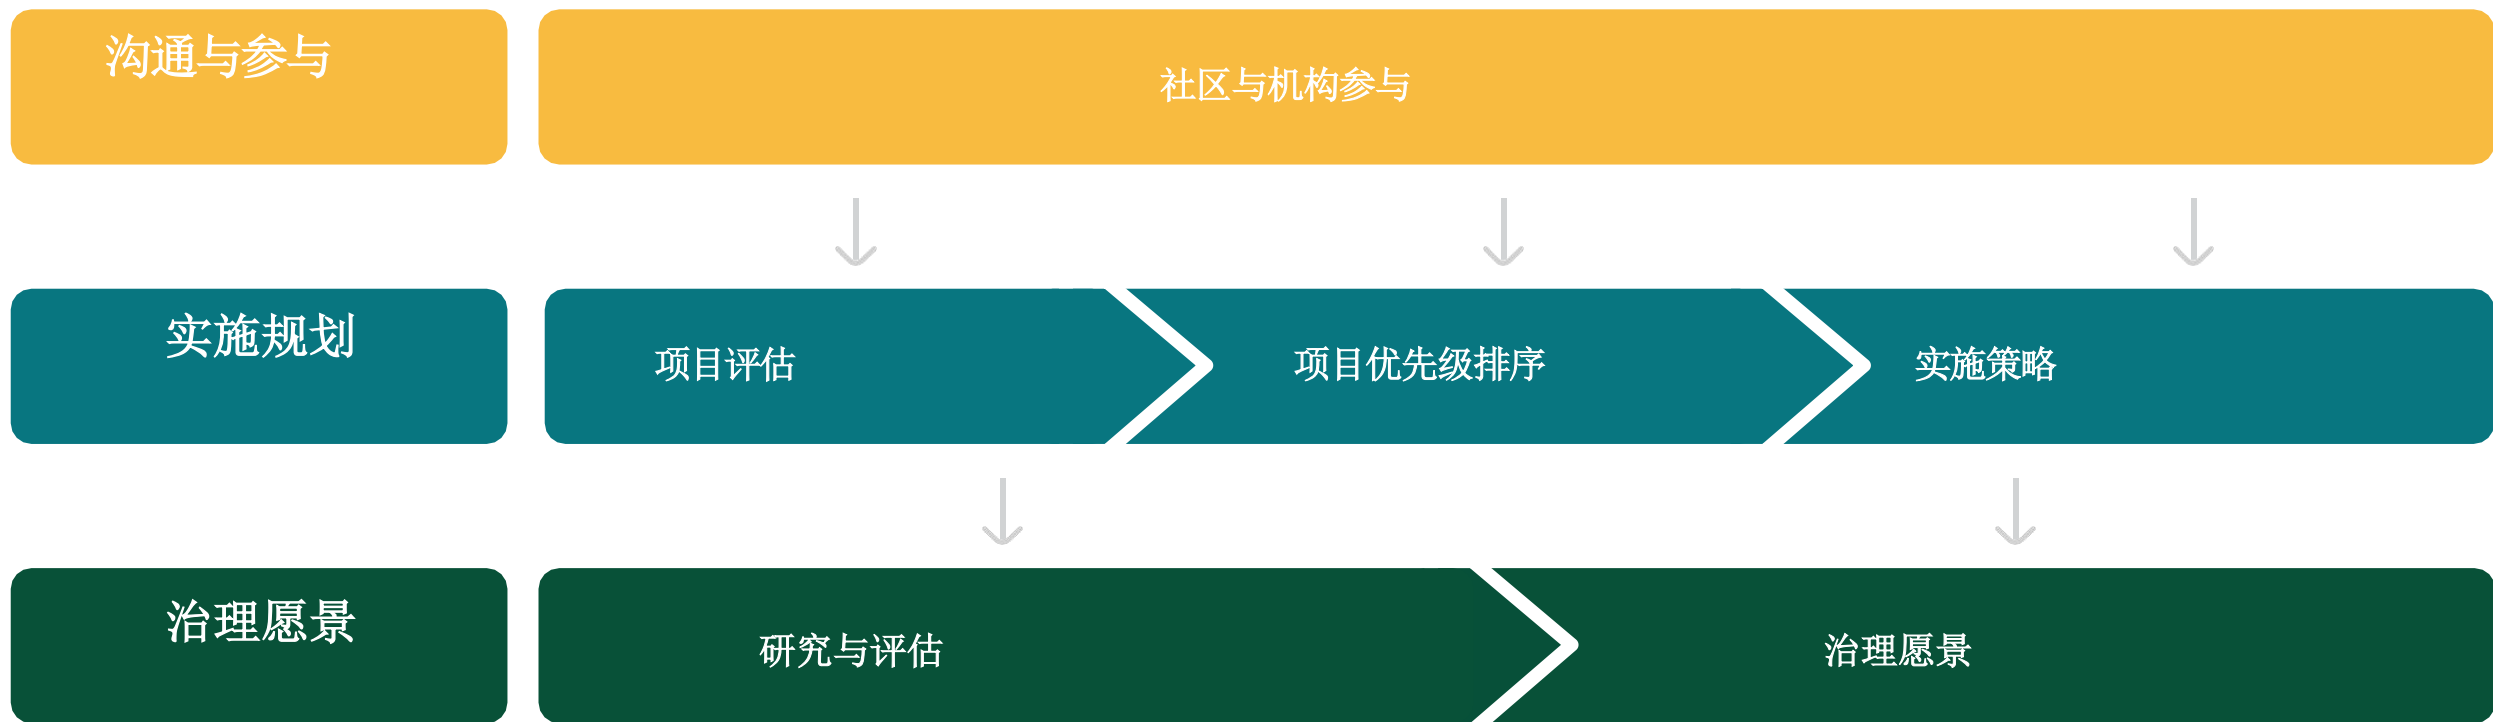 沟通与参与
社区与机构参与
实施规划
项目评估
项目优先级排序
实施策略
治理愿景
研究与评估
治理愿景